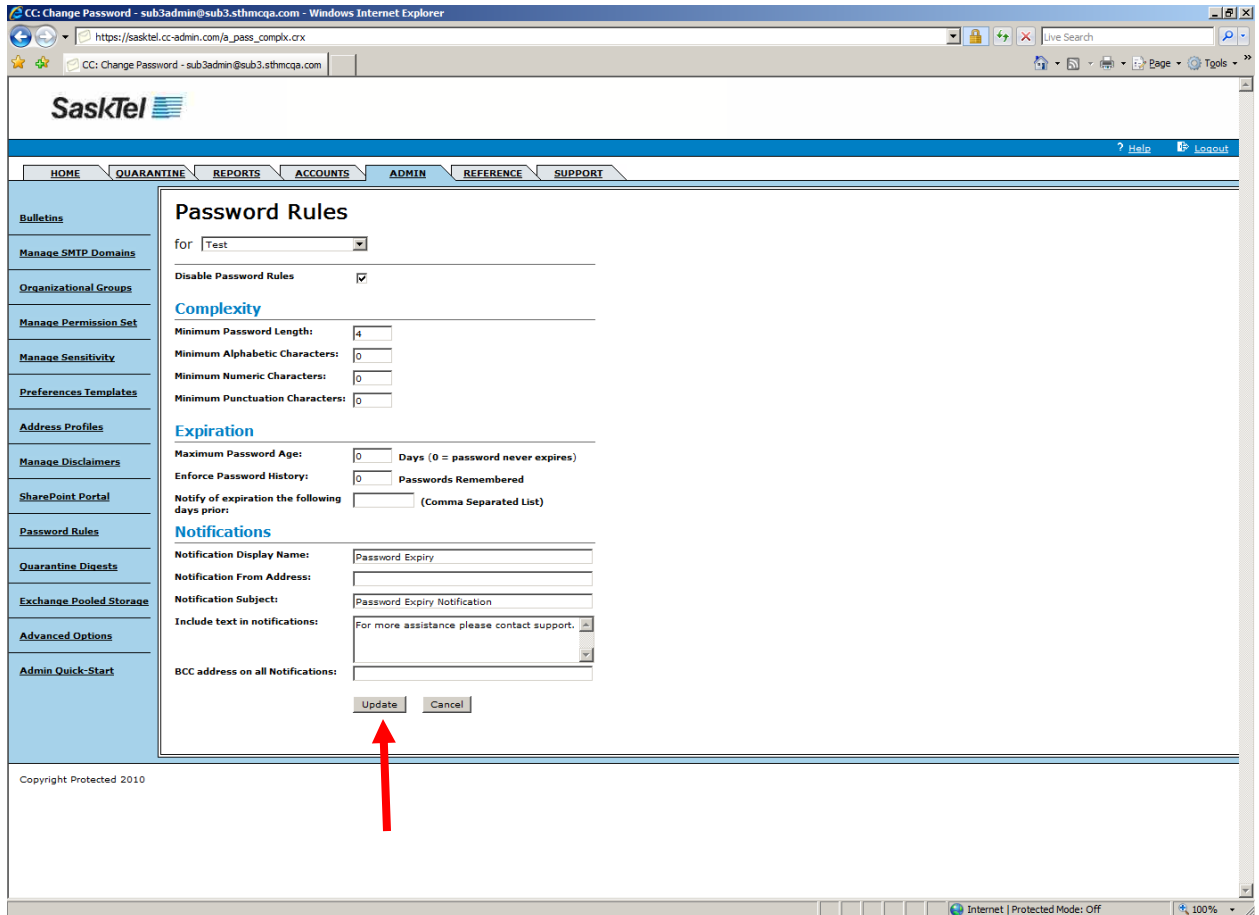 CC: Change Password - sub3admin@sub3.sthmcqa.com - Windows Internet Explorer
https://sasktel.cc-admin.com/a_pass_complx.crx
Live Search
CC: Change Password - sub3admin@sub3.sthmcqa.com
Page
Tools
»
SaskTel
? Help
Logout
HOME
QUARANTINE
REPORTS
ACCOUNTS
ADMIN
REFERENCE
SUPPORT
Bulletins
Manage SMTP Domains
Organizational Groups
Manage Permission Set
Manage Sensitivity
Preferences Templates
Address Profiles
Manage Disclaimers
SharePoint Portal
Password Rules
Quarantine Digests
Exchange Pooled Storage
Advanced Options
Admin Quick-Start
Password Rules
for Test
Disable Password Rules
Complexity
Minimum Password Length: 4
Minimum Alphabetic Characters: 0
Minimum Numeric Characters: 0
Minimum Punctuation Characters: 0
Expiration
Maximum Password Age: 0 Days (0 = password never expires)
Enforce Password History: 0 Passwords Remembered
Notify of expiration the following
days prior:
(Comma Separated List)
Notifications
Notification Display Name: Password Expiry
Notification From Address:
Notification Subject: Password Expiry Notification
Include text in notifications: For more assistance please contact support.
BCC address on all Notifications:
Update
Cancel
Copyright Protected 2010
Internet | Protected Mode: Off
100%